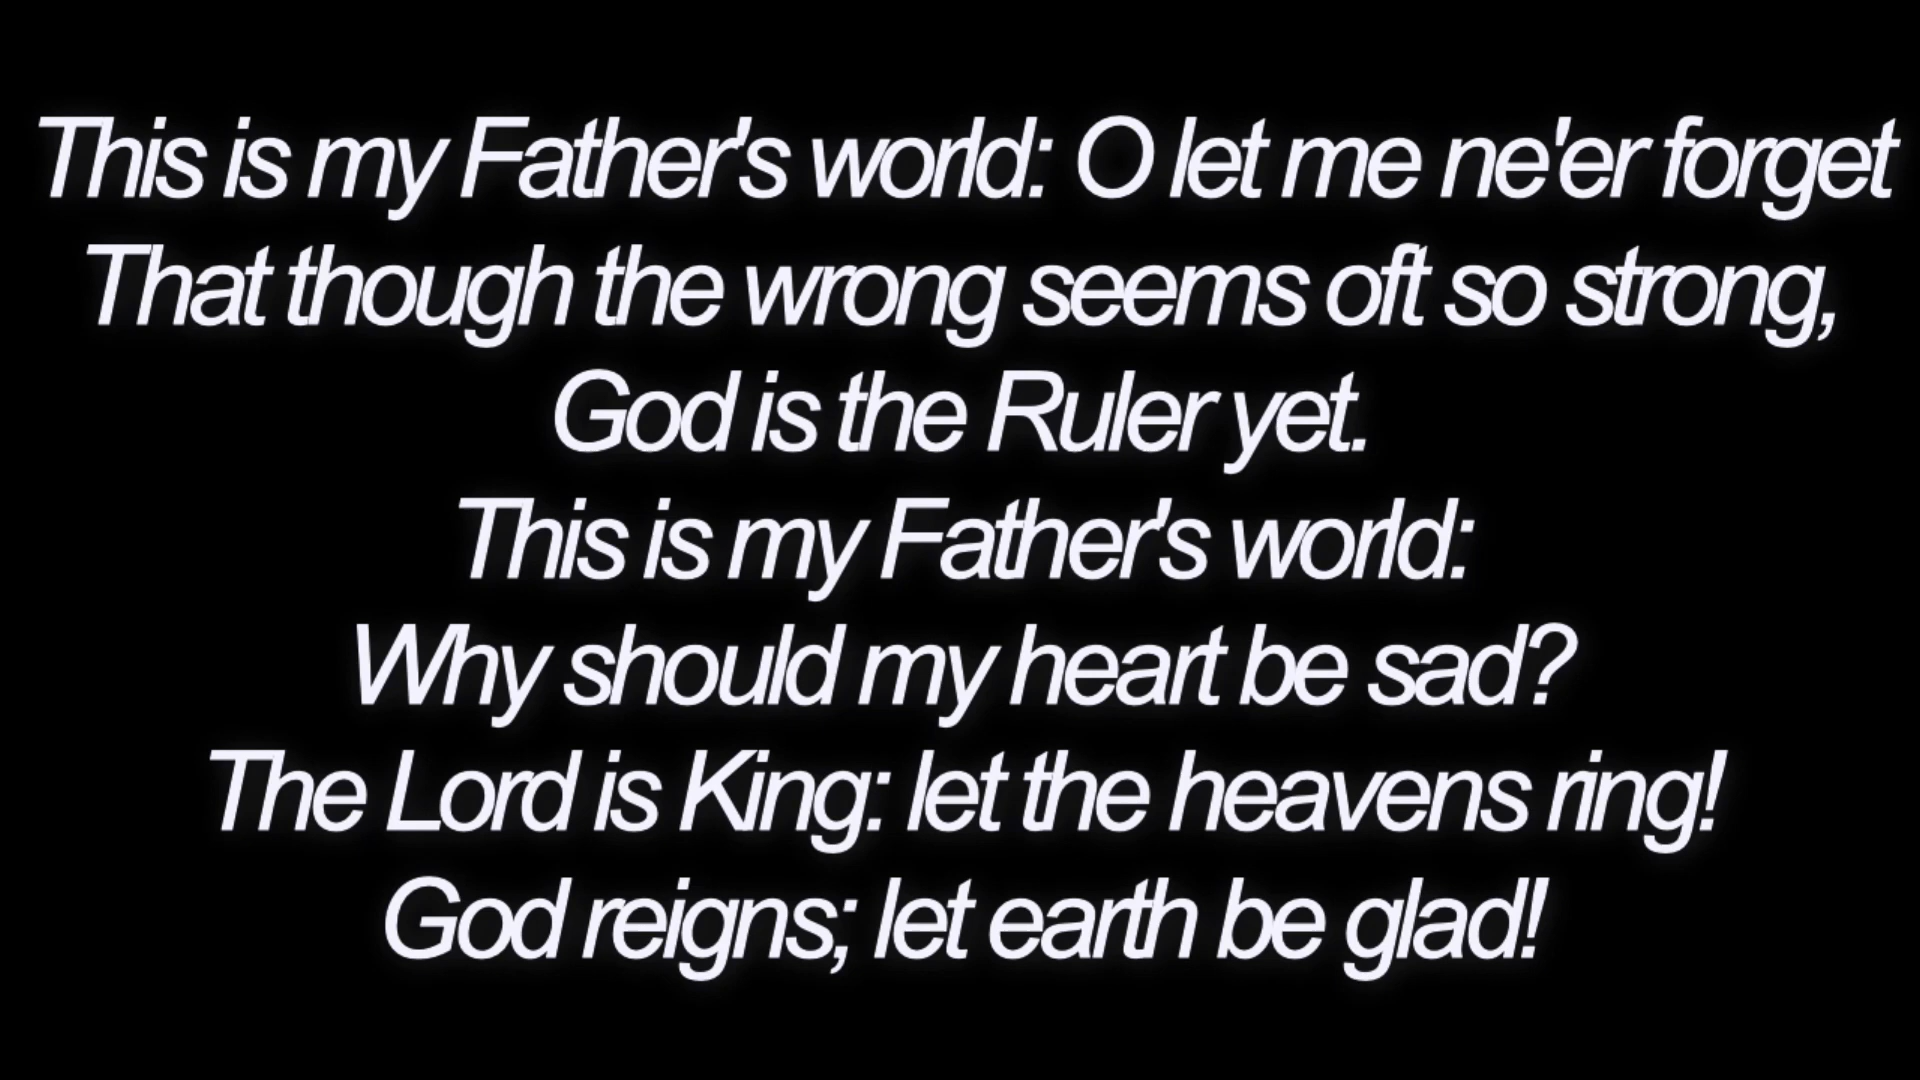 This is my Father's world: O let me ne'er forget
That though the wrong seems oft so strong,
God is the Ruler yet.
This is my Father's world:
Why should my heart be sad?
The Lord is King: let the heavens ring!
God reigns; let earth be glad!